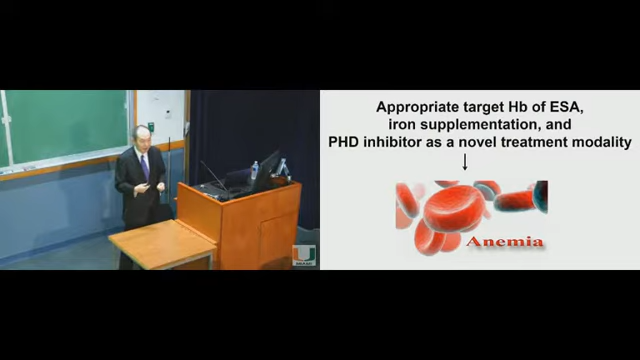 Appropriate target Hb of ESA,
iron supplementation, and
PHD inhibitor as a novel treatment modality
Anemia
U